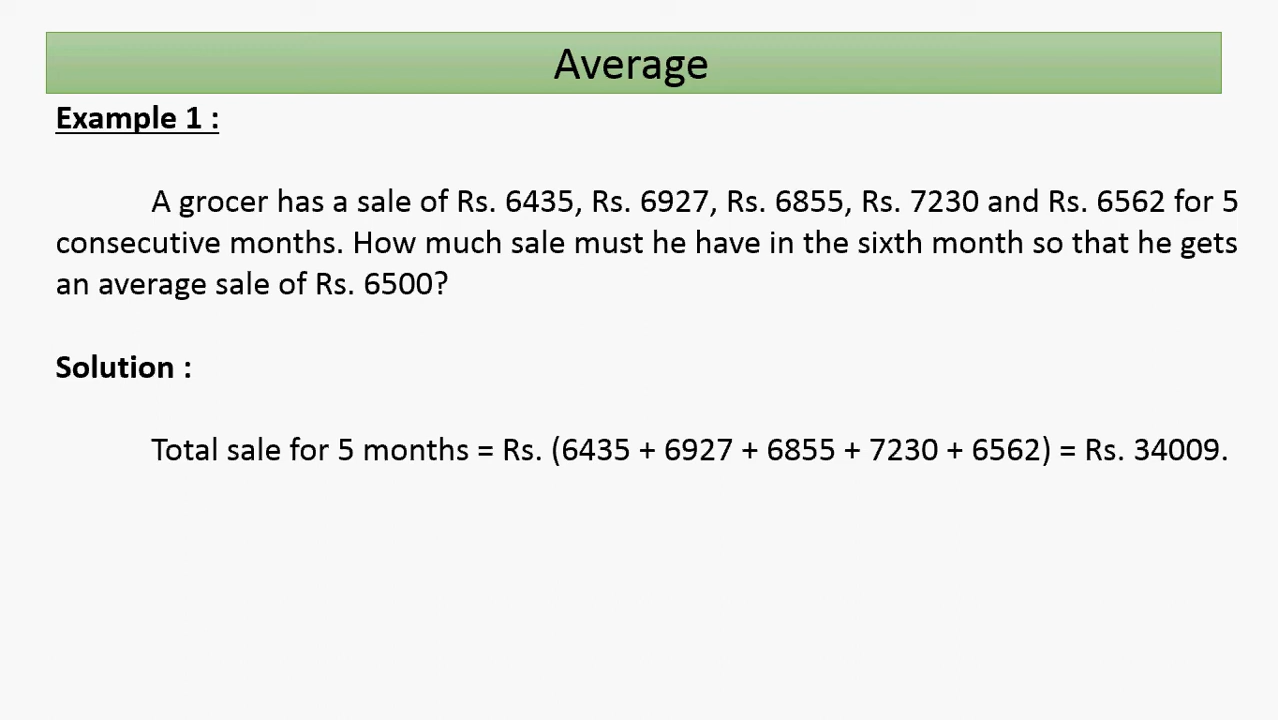 Average
Example 1 :
A grocer has a sale of Rs. 6435, Rs. 6927, Rs. 6855, Rs. 7230 and Rs. 6562 for 5
consecutive months. How much sale must he have in the sixth month so that he gets
an average sale of Rs. 6500?
Solution :
Total sale for 5 months = Rs. (6435 + 6927 + 6855 + 7230 + 6562) = Rs. 34009.